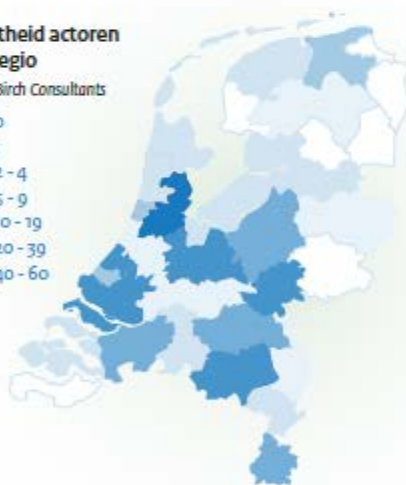 theid actoren
egio
Birch Consultants
0
2 - 4
5 - 9
10 - 19
20 - 39
40 - 60